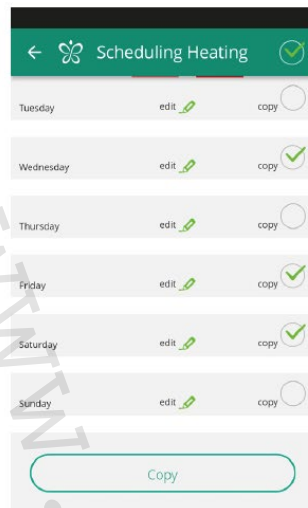 Scheduling Heating
Tuesday edit copy
Wednesday edit copy
Thursday edit copy
Friday edit copy
Saturday edit copy
Sunday edit copy
Copy